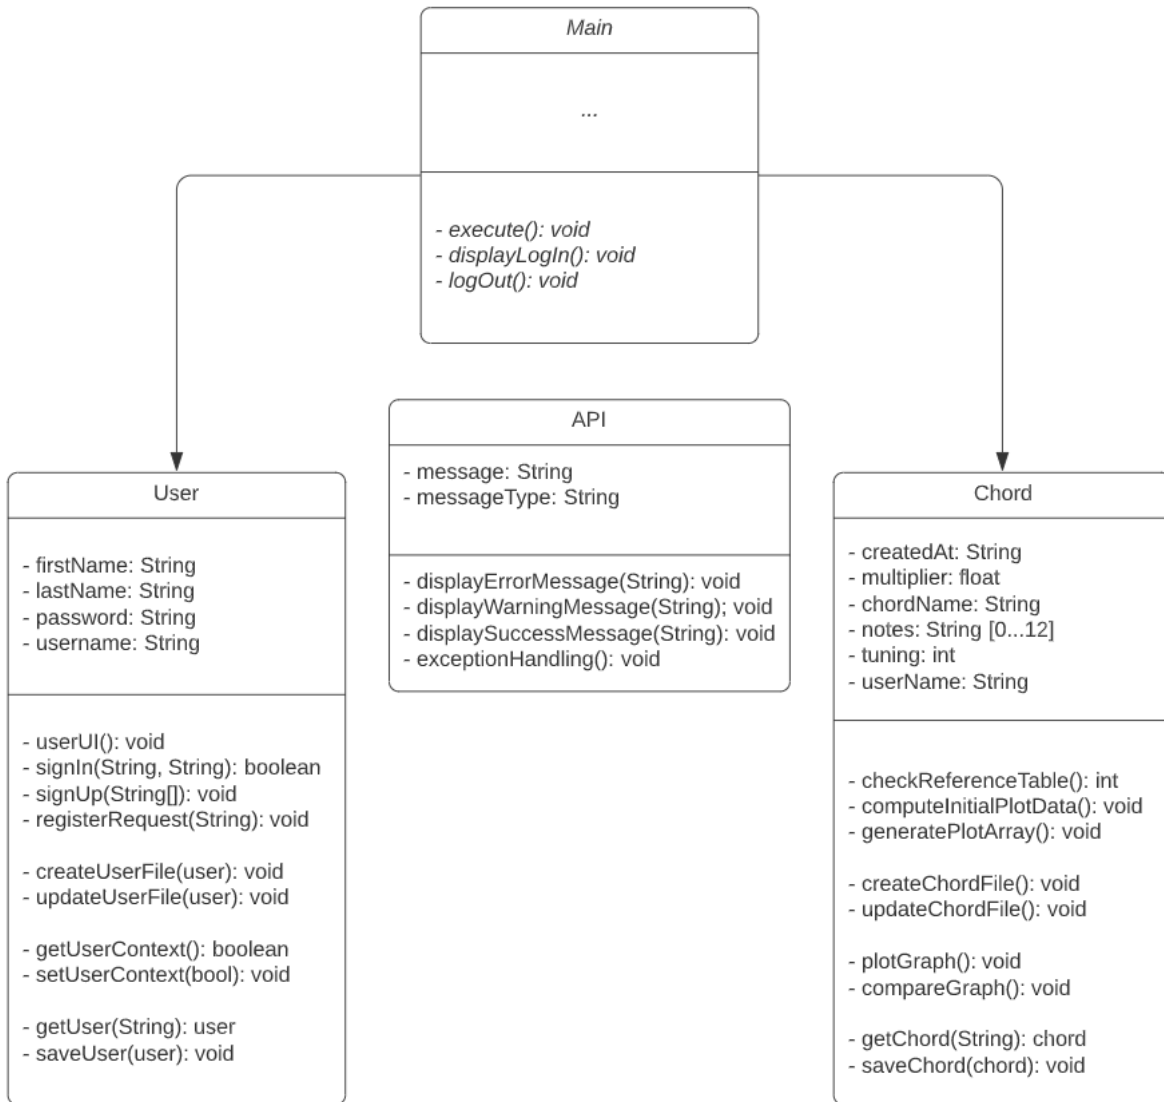 Main
...
- execute(): void
- displayLogIn(): void
- logOut(): void
API
- message: String
- messageType: String
- displayErrorMessage(String): void
- displayWarningMessage(String); void
- displaySuccessMessage(String): void
- exceptionHandling(): void
User
- firstName: String
- lastName: String
- password: String
- username: String
- userUI(): void
- signIn(String, String): boolean
- signUp(String[]): void
- registerRequest(String): void
- createUserFile(user): void
- updateUserFile(user): void
- getUserContext(): boolean
- setUserContext(bool): void
- getUser(String): user
- saveUser(user): void
Chord
- createdAt: String
- multiplier: float
- chordName: String
- notes: String [0...12]
- tuning: int
- userName: String
- checkReferenceTable(): int
- computeInitialPlotData(): void
- generatePlotArray(): void
- createChordFile(): void
- updateChordFile(): void
- plotGraph(): void
- compareGraph(): void
- getChord(String): chord
- saveChord(chord): void